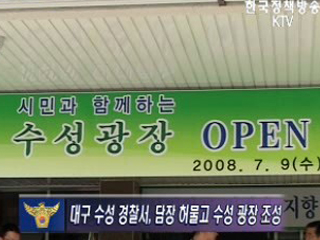 한국정책방송
KTV
시민과 함께하는
수성광장 OPEN
2008. 7. 9(수)
지향
대구 수성 경찰서, 담장 허물고 수성 광장 조성